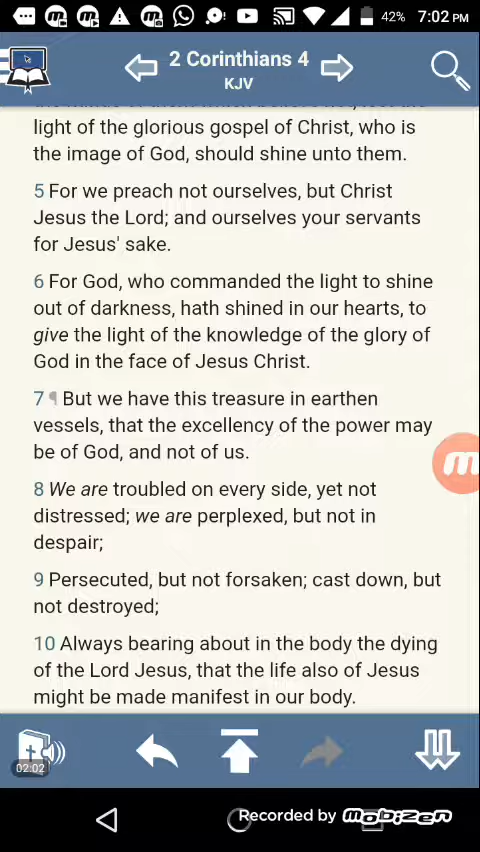 42% 7:02 PM
2 Corinthians 4
KJV
light of the glorious gospel of Christ, who is
the image of God, should shine unto them.
5 For we preach not ourselves, but Christ
Jesus the Lord; and ourselves your servants
for Jesus' sake.
6 For God, who commanded the light to shine
out of darkness, hath shined in our hearts, to
give the light of the knowledge of the glory of
God in the face of Jesus Christ.
7 ¶ But we have this treasure in earthen
vessels, that the excellency of the power may
be of God, and not of us.
8 We are troubled on every side, yet not
distressed; we are perplexed, but not in
despair;
9 Persecuted, but not forsaken; cast down, but
not destroyed;
10 Always bearing about in the body the dying
of the Lord Jesus, that the life also of Jesus
might be made manifest in our body.
02:02
Recorded by Mobizen